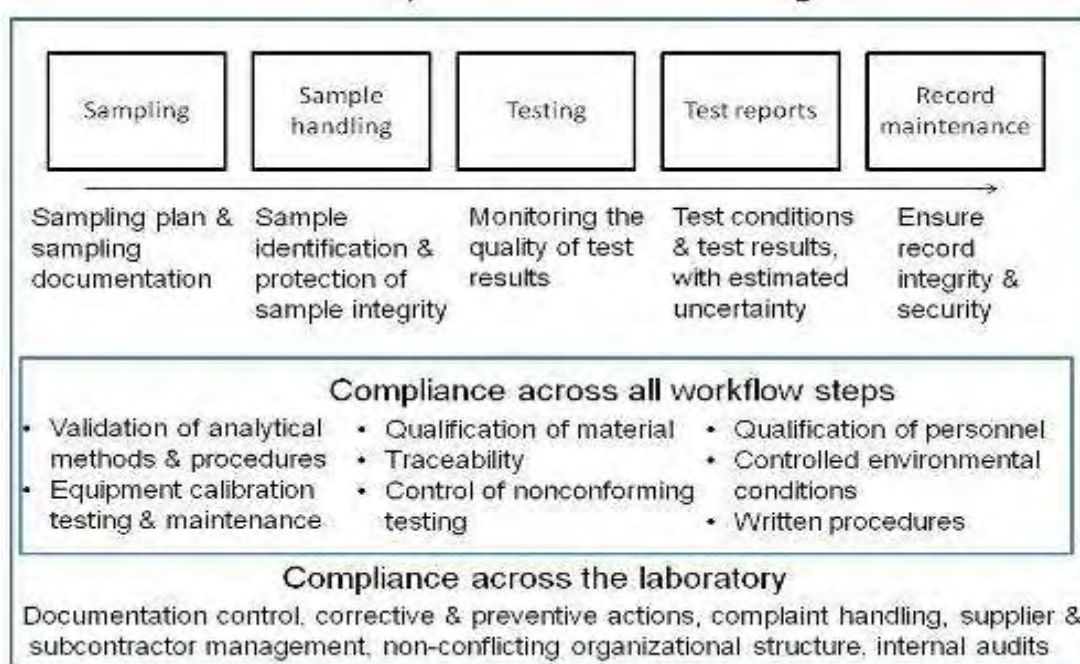 Sampling
Sample
handling
Testing
Test reports
Record
maintenance
Sampling plan &
sampling
documentation
Sample
identification &
protection of
sample integrity
Monitoring the
quality of test
results
Test conditions
& test results,
with estimated
uncertainty
Ensure
record
integrity &
security
Compliance across all workflow steps
• Validation of analytical
methods & procedures
• Equipment calibration
testing & maintenance
• Qualification of material
• Traceability
• Control of nonconforming
testing
• Qualification of personnel
• Controlled environmental
conditions
• Written procedures
Compliance across the laboratory
Documentation control, corrective & preventive actions, complaint handling, supplier &
subcontractor management, non-conflicting organizational structure, internal audits